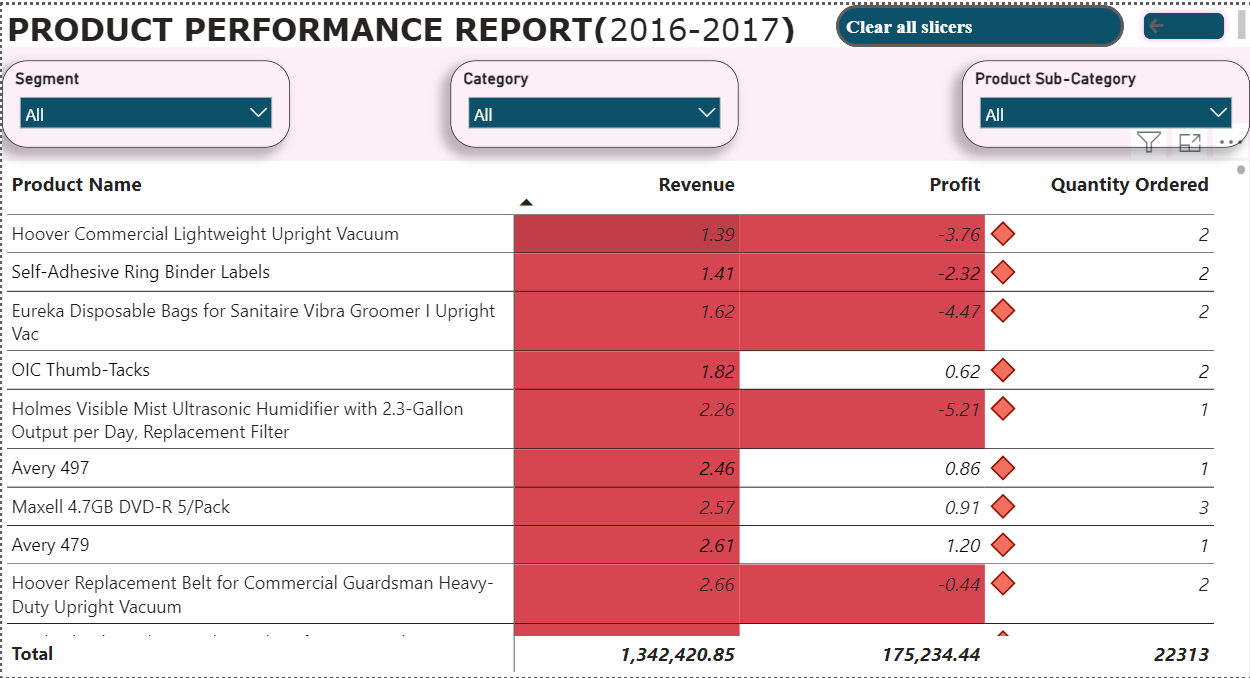 PRODUCT PERFORMANCE REPORT(2016-2017)
Clear all slicers
Segment
All
Category
All
Product Sub-Category
All
Product Name Revenue Profit Quantity Ordered
Hoover Commercial Lightweight Upright Vacuum 1.39 -3.76 2
Self-Adhesive Ring Binder Labels 1.41 -2.32 2
Eureka Disposable Bags for Sanitaire Vibra Groomer I Upright 1.62 -4.47 2
Vac
OIC Thumb-Tacks 1.82 0.62 2
Holmes Visible Mist Ultrasonic Humidifier with 2.3-Gallon 2.26 -5.21 1
Output per Day, Replacement Filter
Avery 497 2.46 0.86 1
Maxell 4.7GB DVD-R 5/Pack 2.57 0.91 3
Avery 479 2.61 1.20 1
Hoover Replacement Belt for Commercial Guardsman Heavy- 2.66 -0.44 2
Duty Upright Vacuum
Total 1,342,420.85 175,234.44 22313